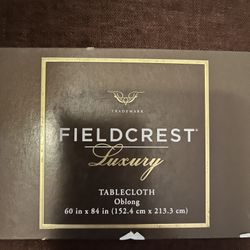 TRADEMARK
FIELDCREST®
Luxury
TABLECLOTH
Oblong
60 in x 84 in (152.4 cm x 213.3 cm)